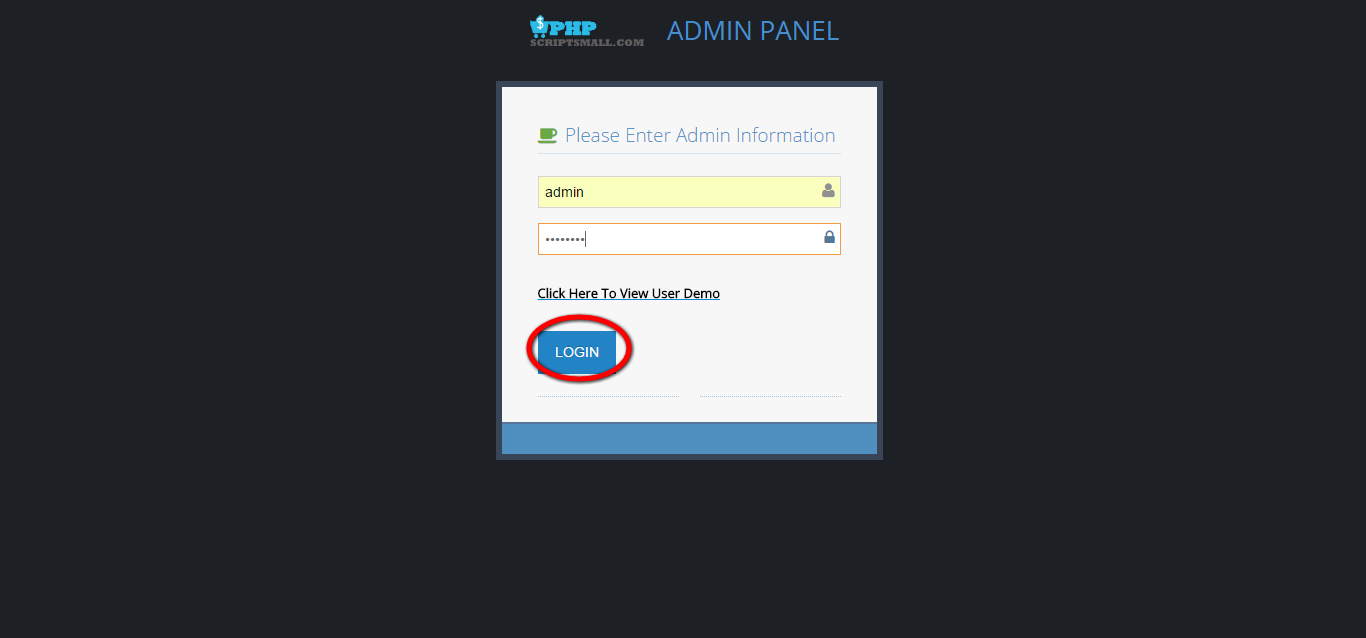 $PHP
SCRIPTSMALL.COM
ADMIN PANEL
Please Enter Admin Information
admin
••••••••
Click Here To View User Demo
LOGIN